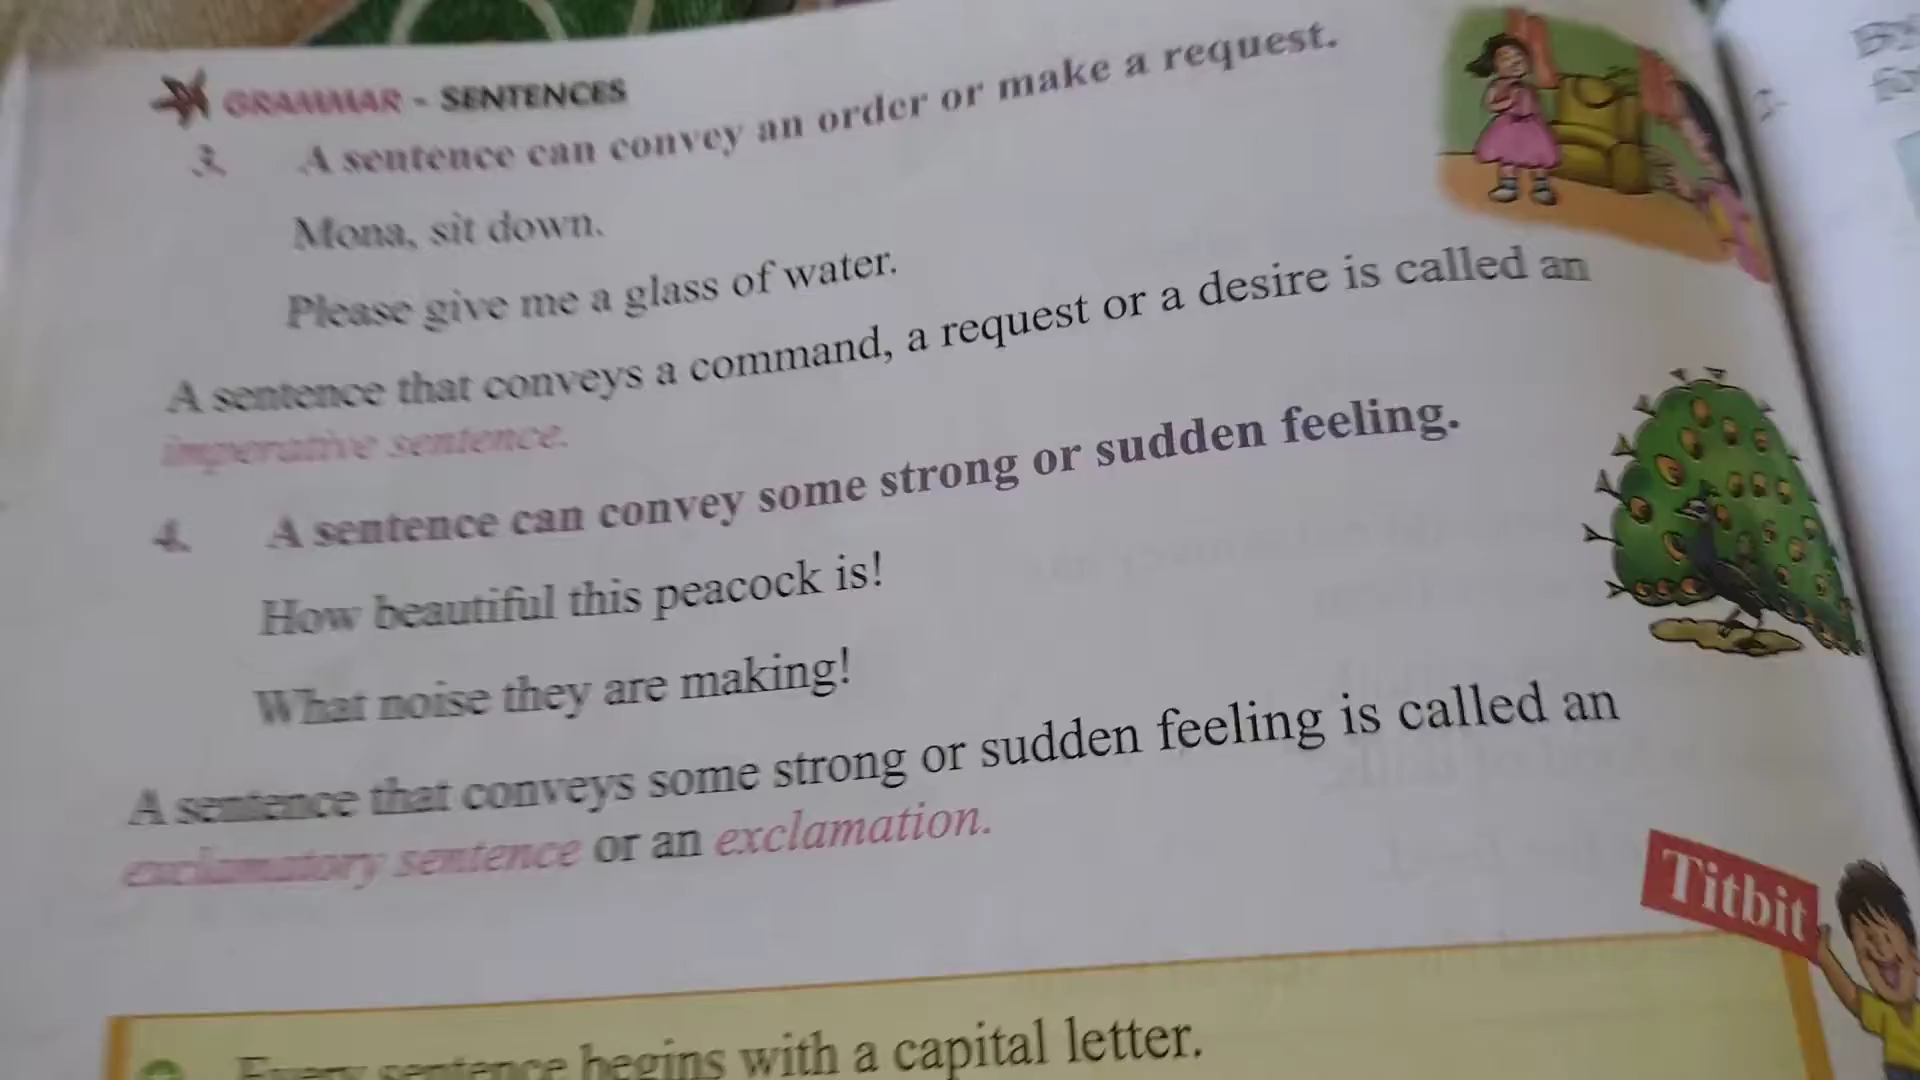 GRAMMAR - SENTENCES
3. A sentence can convey an order or make a request.
Mona, sit down.
Please give me a glass of water.
A sentence that conveys a command, a request or a desire is called an
imperative sentence.
4. A sentence can convey some strong or sudden feeling.
How beautiful this peacock is!
What noise they are making!
A sentence that conveys some strong or sudden feeling is called an
exclamatory sentence or an exclamation.
Titbit
Every sentence begins with a capital letter.